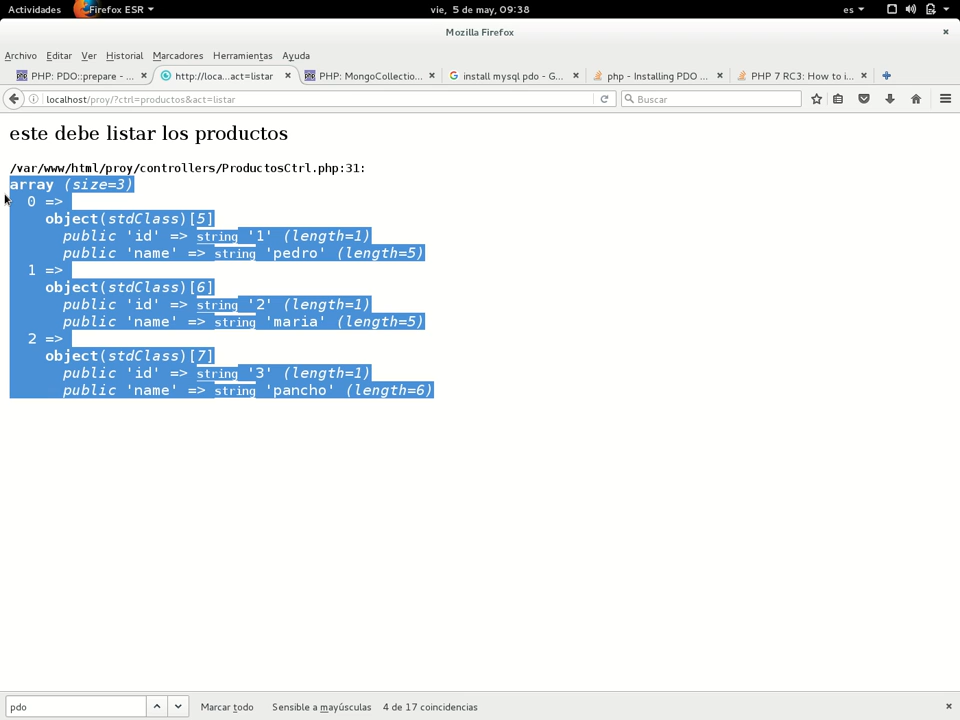 Actividades Firefox ESR vie, 5 de may, 09:38 es
Mozilla Firefox
Archivo Editar Ver Historial Marcadores Herramientas Ayuda
PHP: PDO::prepare - ... http://loca...act=listar PHP: MongoCollectio... install mysql pdo - G... php - Installing PDO ... PHP 7 RC3: How to i...
localhost/proy/?ctrl=productos&act=listar Buscar
este debe listar los productos
/var/www/html/proy/controllers/ProductosCtrl.php:31:
array (size=3)
0 =>
object(stdClass)[5]
public 'id' => string '1' (length=1)
public 'name' => string 'pedro' (length=5)
1 =>
object(stdClass)[6]
public 'id' => string '2' (length=1)
public 'name' => string 'maria' (length=5)
2 =>
object(stdClass)[7]
public 'id' => string '3' (length=1)
public 'name' => string 'pancho' (length=6)
pdo Marcar todo Sensible a mayúsculas 4 de 17 coincidencias